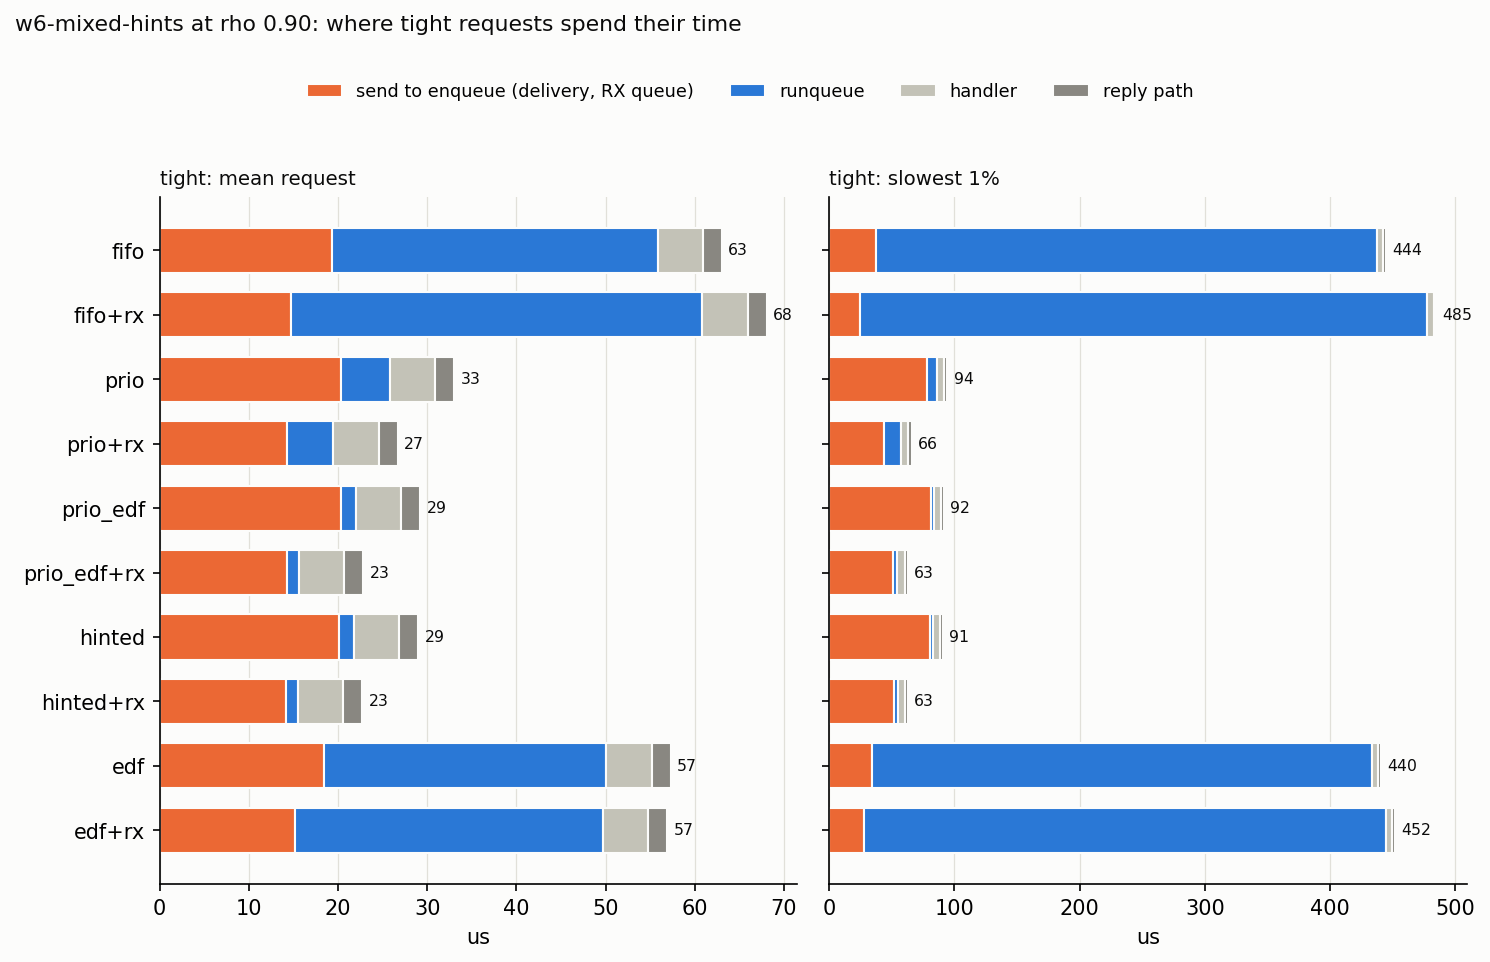 w6-mixed-hints at rho 0.90: where tight requests spend their time
send to enqueue (delivery, RX queue) runqueue handler reply path
tight: mean request
fifo 63
fifo+rx 68
prio 33
prio+rx 27
prio_edf 29
prio_edf+rx 23
hinted 29
hinted+rx 23
edf 57
edf+rx 57
0 10 20 30 40 50 60 70
us
tight: slowest 1%
444
485
94
66
92
63
91
63
440
452
0 100 200 300 400 500
us